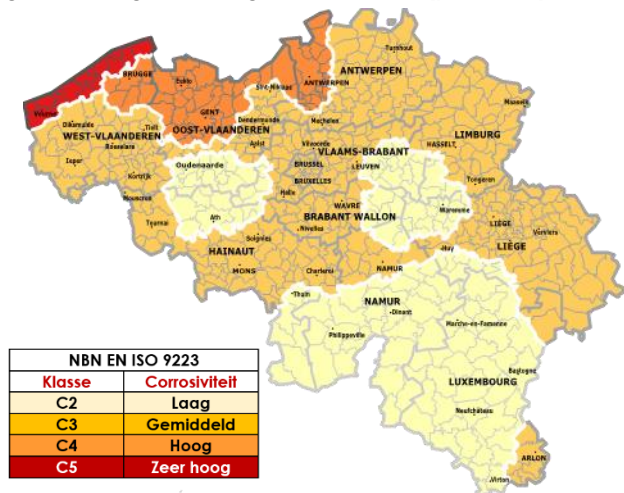 Turnhout
BRUGGE
Eeklo
ANTWERPEN
Sint-Niklaas
ANTWERPEN
Veurne
GENT
Maaseik
Diksmuide
Tielt
OOST-VLAANDEREN
Dendermonde
Mechelen
WEST-VLAANDEREN
LIMBURG
Roeselare
Aalst
Vilvoorde
VLAAMS-BRABANT
HASSELT
Ieper
Oudenaarde
BRUSSEL
LEUVEN
Kortrijk
BRUXELLES
Tongeren
Mouscron
Halle
WAVRE
Waremme
Tournai
Ath
BRABANT WALLON
LIÈGE
Verviers
Nivelles
Soignies
LIÈGE
HAINAUT
Huy
MONS
Charleroi
NAMUR
Thuin
NAMUR
Dinant
Philippeville
Marche-en-Famenne
Bastogne
LUXEMBOURG
Neufchâteau
ARLON
Virton
NBN EN ISO 9223
Klasse Corrosiviteit
C2 Laag
C3 Gemiddeld
C4 Hoog
C5 Zeer hoog